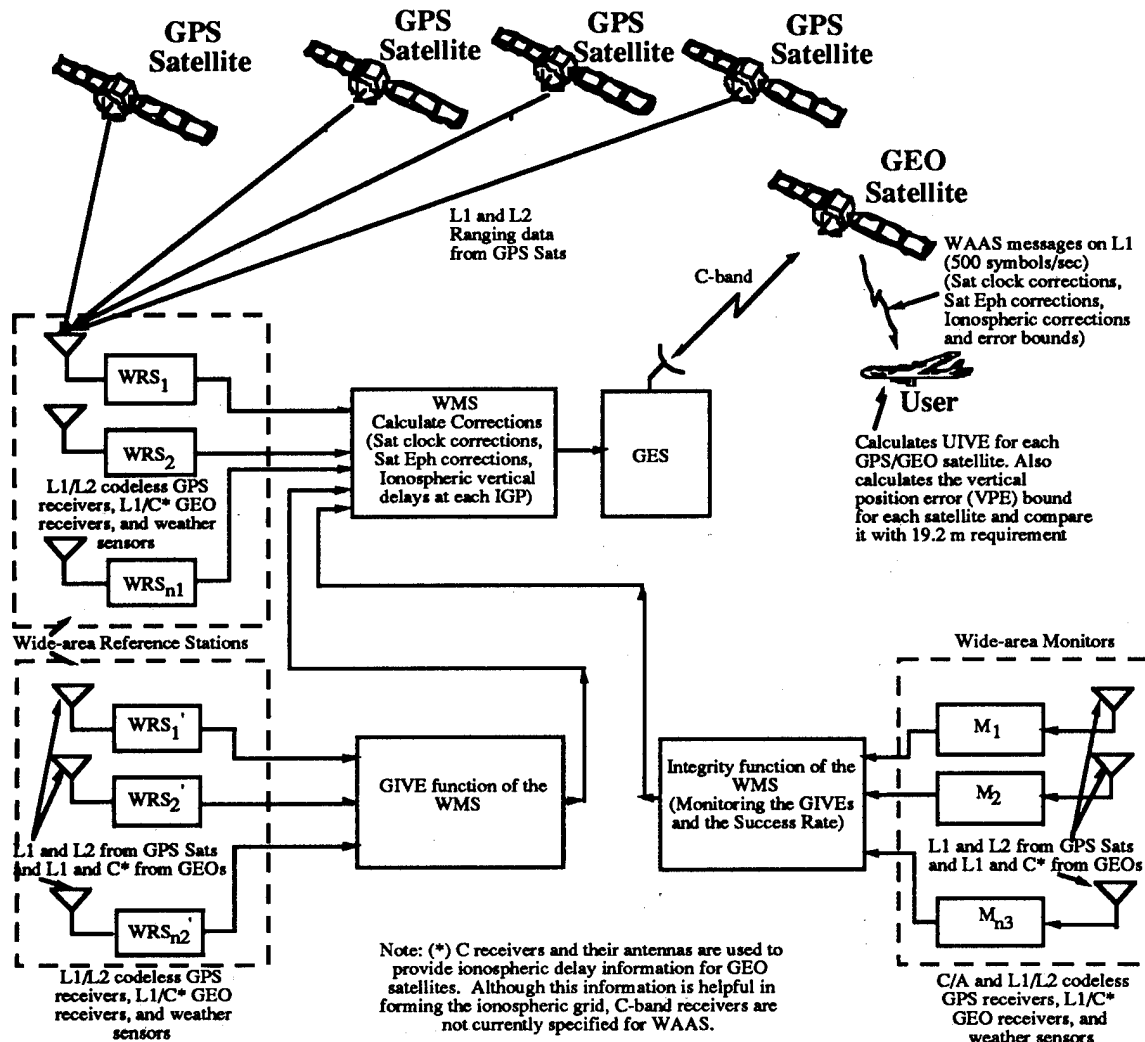 GPS
Satellite
GPS
Satellite
GPS
Satellite
GPS
Satellite
GEO
Satellite
L1 and L2
Ranging data
from GPS Sats
C-band
WAAS messages on L1
(500 symbols/sec)
(Sat clock corrections,
Sat Eph corrections,
Ionospheric corrections
and error bounds)
User
Calculates UIVE for each
GPS/GEO satellite. Also
calculates the vertical
position error (VPE) bound
for each satellite and compare
it with 19.2 m requirement
WRS1
WRS2
L1/L2 codeless GPS
receivers, L1/C* GEO
receivers, and weather
sensors
WRSn1
WMS
Calculate Corrections
(Sat clock corrections,
Sat Eph corrections,
Ionospheric vertical
delays at each IGP)
GES
Wide-area Reference Stations
Wide-area Monitors
WRS1'
WRS2'
L1 and L2 from GPS Sats
and L1 and C* from GEOs
WRSn2'
L1/L2 codeless GPS
receivers, L1/C* GEO
receivers, and weather
sensors
GIVE function of the
WMS
Integrity function of the
WMS
(Monitoring the GIVEs
and the Success Rate)
M1
M2
L1 and L2 from GPS Sats
and L1 and C* from GEOs
Mn3
C/A and L1/L2 codeless
GPS receivers, L1/C*
GEO receivers, and
weather sensors
Note: (*) C receivers and their antennas are used to
provide ionospheric delay information for GEO
satellites. Although this information is helpful in
forming the ionospheric grid, C-band receivers are
not currently specified for WAAS.